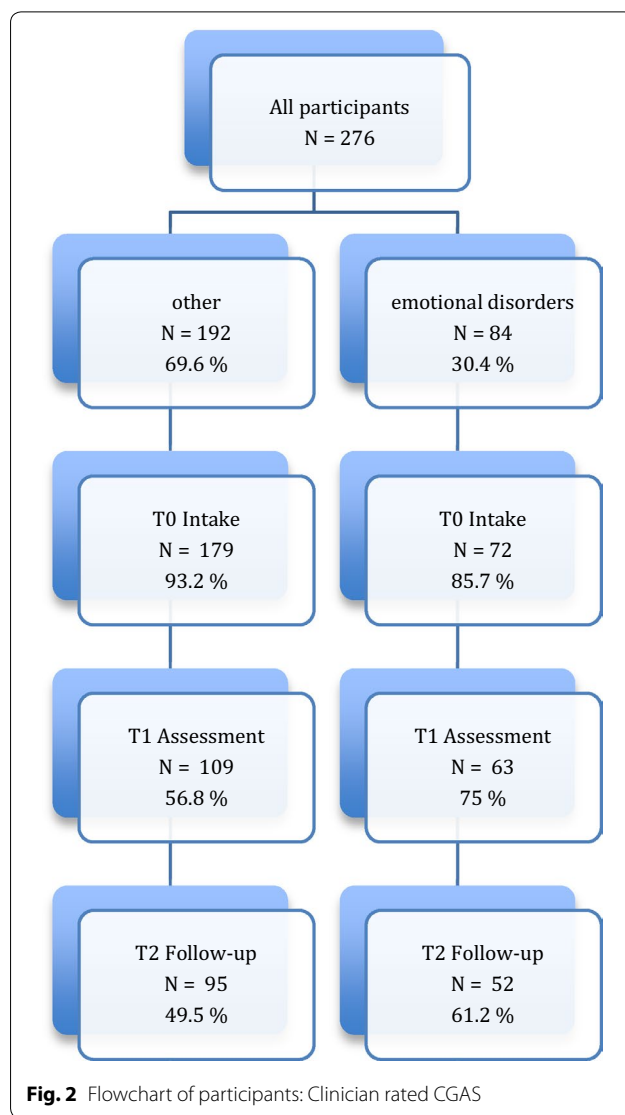 All participants
N = 276
other
N = 192
69.6 %
emotional disorders
N = 84
30.4 %
T0 Intake
N = 179
93.2 %
T0 Intake
N = 72
85.7 %
T1 Assessment
N = 109
56.8 %
T1 Assessment
N = 63
75 %
T2 Follow-up
N = 95
49.5 %
T2 Follow-up
N = 52
61.2 %
Fig. 2 Flowchart of participants: Clinician rated CGAS